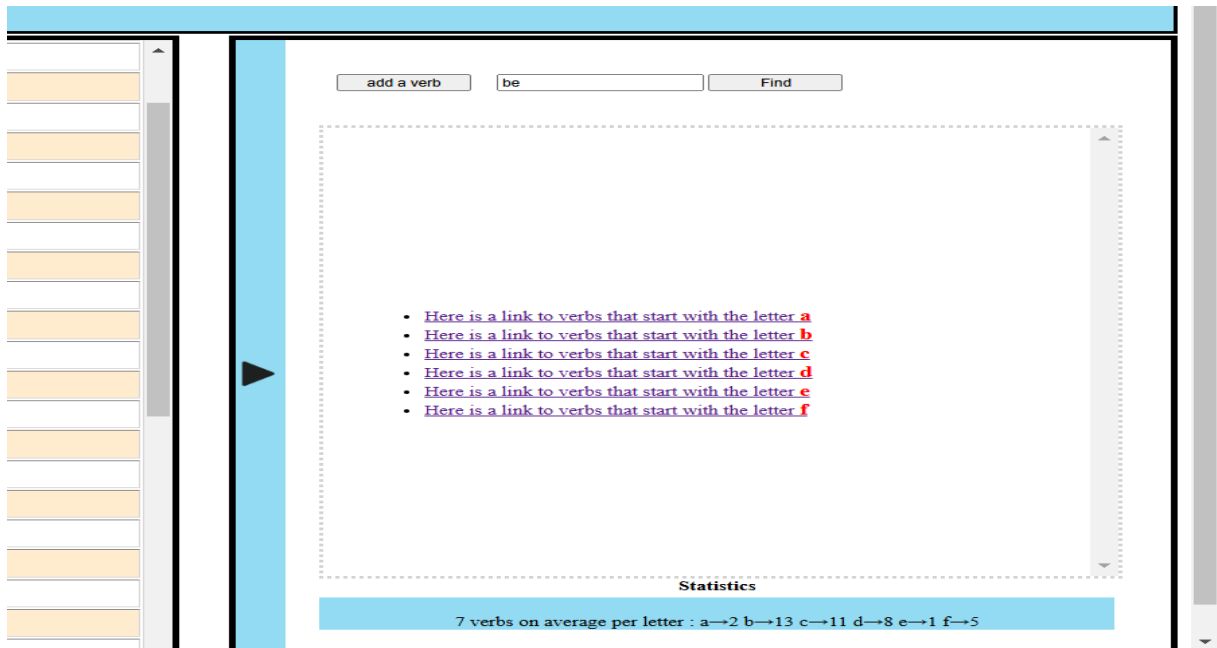 add a verb be Find
Here is a link to verbs that start with the letter a
Here is a link to verbs that start with the letter b
Here is a link to verbs that start with the letter c
Here is a link to verbs that start with the letter d
Here is a link to verbs that start with the letter e
Here is a link to verbs that start with the letter f
Statistics
7 verbs on average per letter : a→2 b→13 c→11 d→8 e→1 f→5